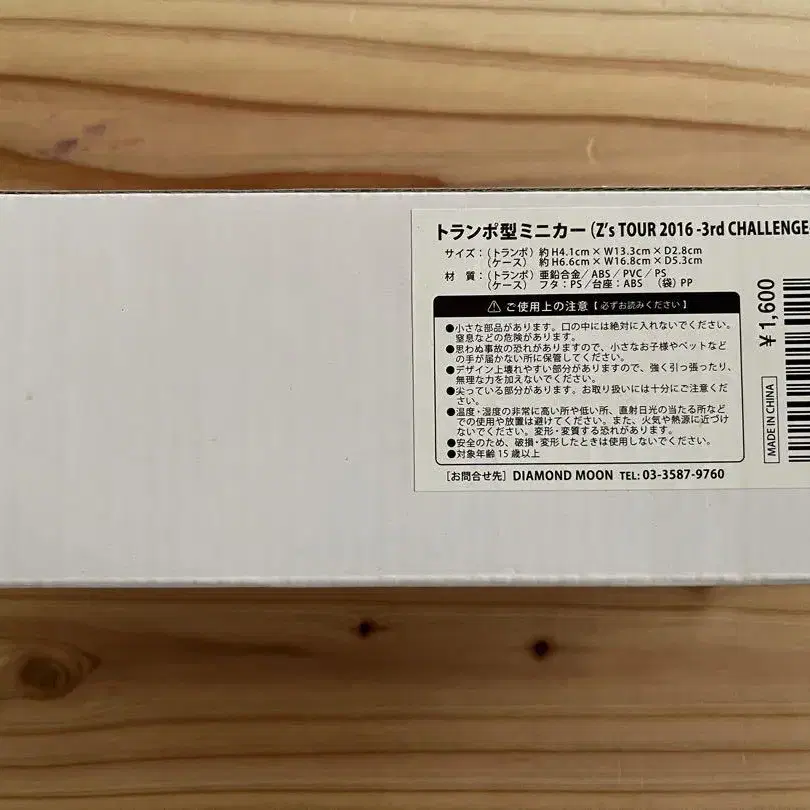 トランポ型ミニカー(Z's TOUR 2016 -3rd CHALLENGE
サイズ:(トランポ)約 H4.1cm × W13.3cm × D2.8cm
(ケース)約 H6.6cm × W16.8cm × D5.3cm
材 質:(トランポ)亜鉛合金/ABS/PVC/PS
(ケース) フタ:PS/台座:ABS (袋)PP
⚠ ご使用上の注意【必ずお読みください】
●小さな部品があります。口の中には絶対に入れないでください。
窒息などの危険があります。
●思わぬ事故の恐れがありますので、小さなお子様やペットなど
の手が届かない所に保管してください。
●デザイン上壊れやすい部分がありますので、強く引っ張ったり、
無理な力を加えないでください。
●尖っている部分があります。お取り扱いには十分にご注意くだ
さい。
●温度・湿度の非常に高い所や低い所、直射日光の当たる所など
での使用や放置は避けてください。また、火気や熱源に近づけ
ないでください。変形・変質する恐れがあります。
●安全のため、破損・変形したときは使用しないでください。
●対象年齢 15 歳以上
[お問合せ先] DIAMOND MOON TEL: 03-3587-9760
¥1,600
MADE IN CHINA